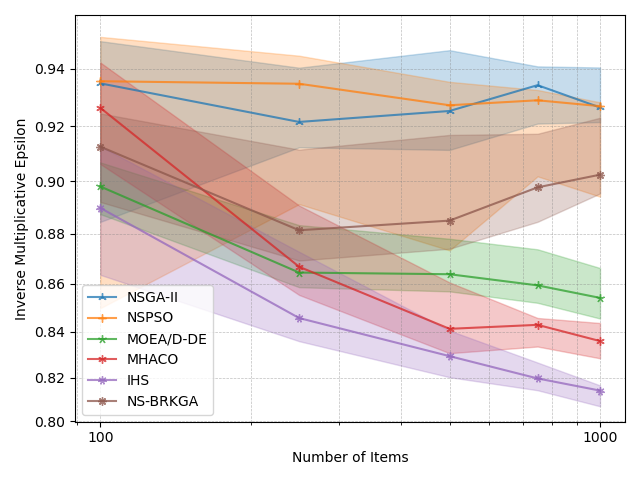 Inverse Multiplicative Epsilon
0.94
0.92
0.90
0.88
0.86
0.84
0.82
0.80
NSGA-II
NSPSO
MOEA/D-DE
MHACO
IHS
NS-BRKGA
100
1000
Number of Items